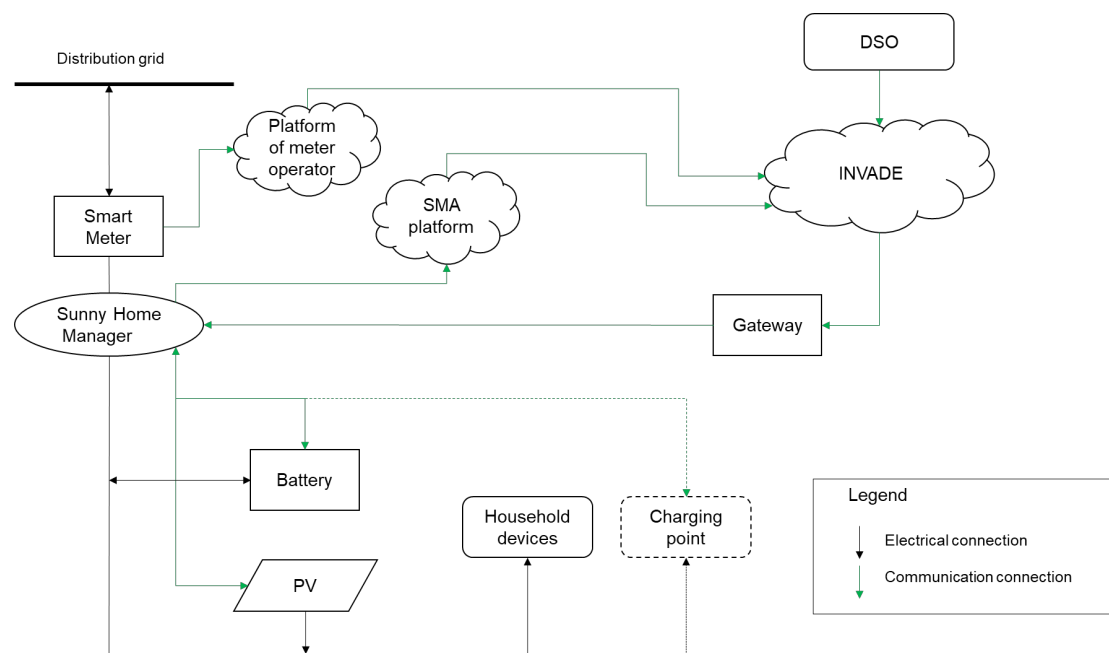 Distribution grid
DSO
Platform
of meter
operator
INVADE
SMA
platform
Smart
Meter
Sunny Home
Manager
Gateway
Battery
Household
devices
Charging
point
PV
Legend
Electrical connection
Communication connection